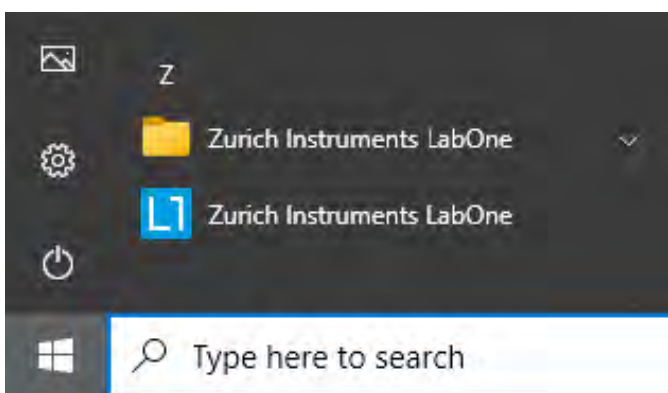 Z
Zurich Instruments LabOne
Zurich Instruments LabOne
Type here to search